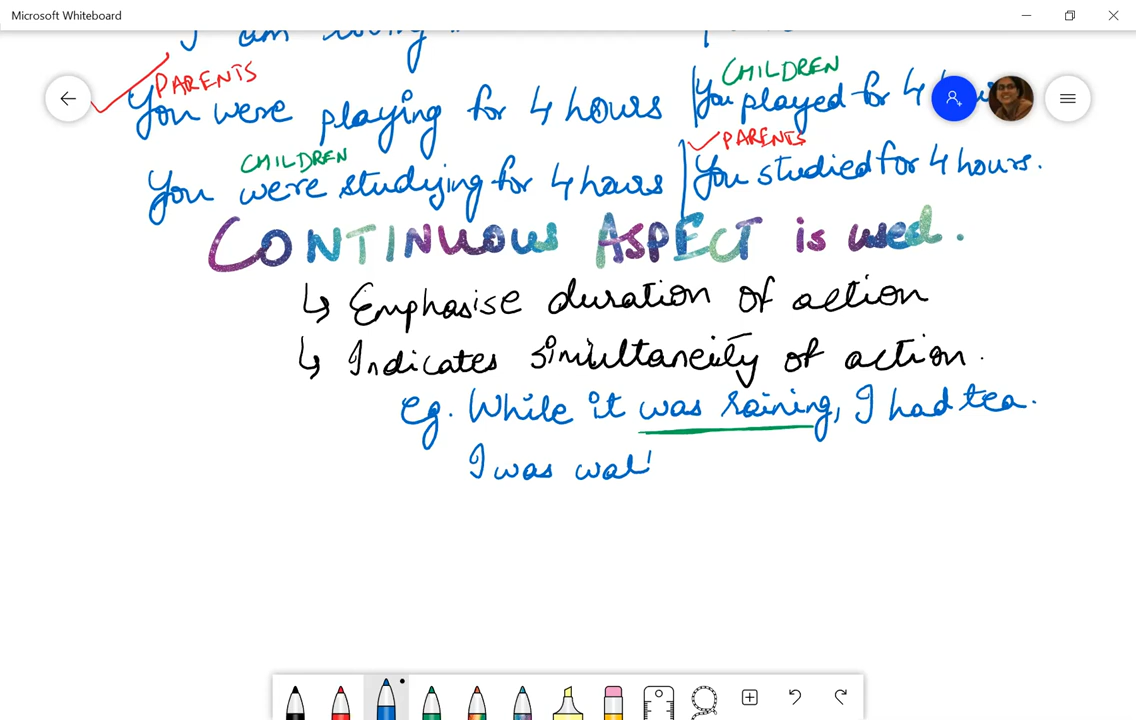 Microsoft Whiteboard
I am loving
PARENTS CHILDREN
You were playing for 4 hours You played for 4
CHILDREN PARENTS
You were studying for 4 hours You studied for 4 hours.
CONTINUOUS ASPECT is used.
↳ Emphasise duration of action
↳ Indicates simultaneity of action.
eg. While it was raining, I had tea.
I was wal